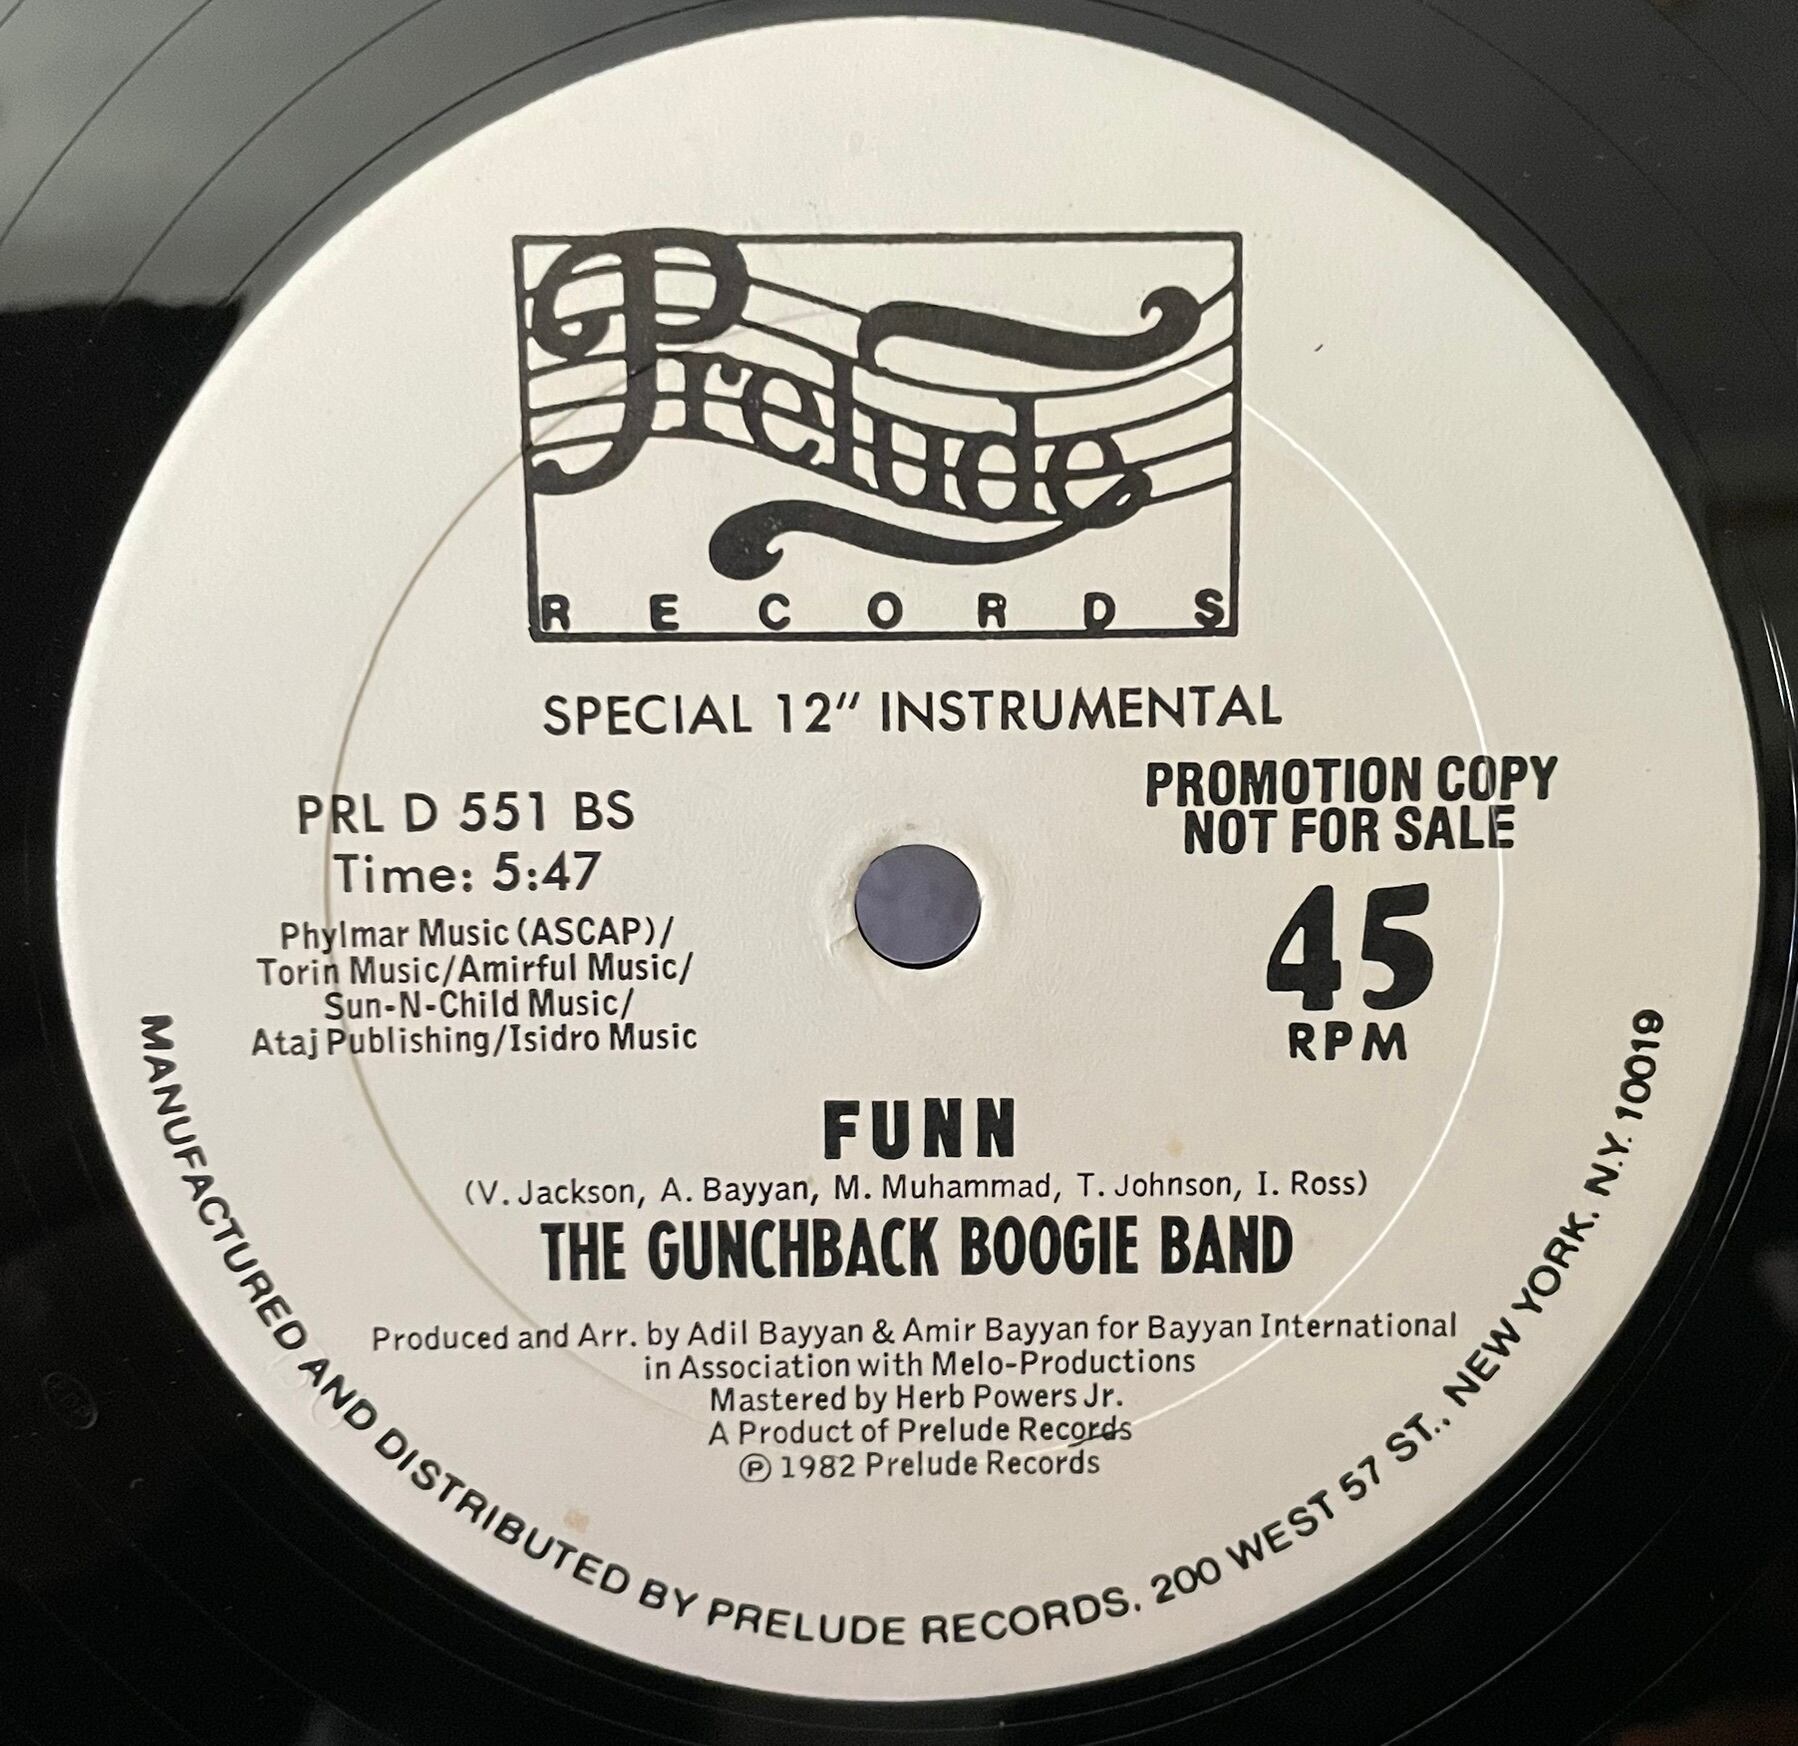 Prelude
RECORDS
SPECIAL 12" INSTRUMENTAL
PRL D 551 BS
Time: 5:47
Phylmar Music (ASCAP)/
Torin Music/Amirful Music/
Sun-N-Child Music/
Ataj Publishing/Isidro Music
PROMOTION COPY
NOT FOR SALE
45
RPM
FUNN
(V. Jackson, A. Bayyan, M. Muhammad, T. Johnson, I. Ross)
THE GUNCHBACK BOOGIE BAND
Produced and Arr. by Adil Bayyan & Amir Bayyan for Bayyan International
in Association with Melo-Productions
Mastered by Herb Powers Jr.
A Product of Prelude Records
Ⓟ 1982 Prelude Records
MANUFACTURED AND DISTRIBUTED BY PRELUDE RECORDS. 200 WEST 57 ST.. NEW YORK. N.Y. 10019